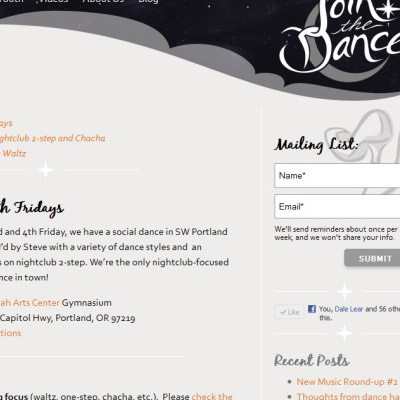 Youth Videos About Us Blog
Join
the
Dance
ays
ightclub 2-step and Chacha
Waltz
th Fridays
d and 4th Friday, we have a social dance in SW Portland
'd by Steve with a variety of dance styles and an
s on nightclub 2-step. We're the only nightclub-focused
nce in town!
ah Arts Center Gymnasium
Capitol Hwy, Portland, OR 97219
tions
g focus (waltz, one-step, chacha, etc.). Please check the
Mailing List:
Name*
Email*
We'll send reminders about once per
week, and we won't share your info.
SUBMIT
Like
You, Dale Lear and 56 othe
this.
Recent Posts
New Music Round-up #2
Thoughts from dance ha